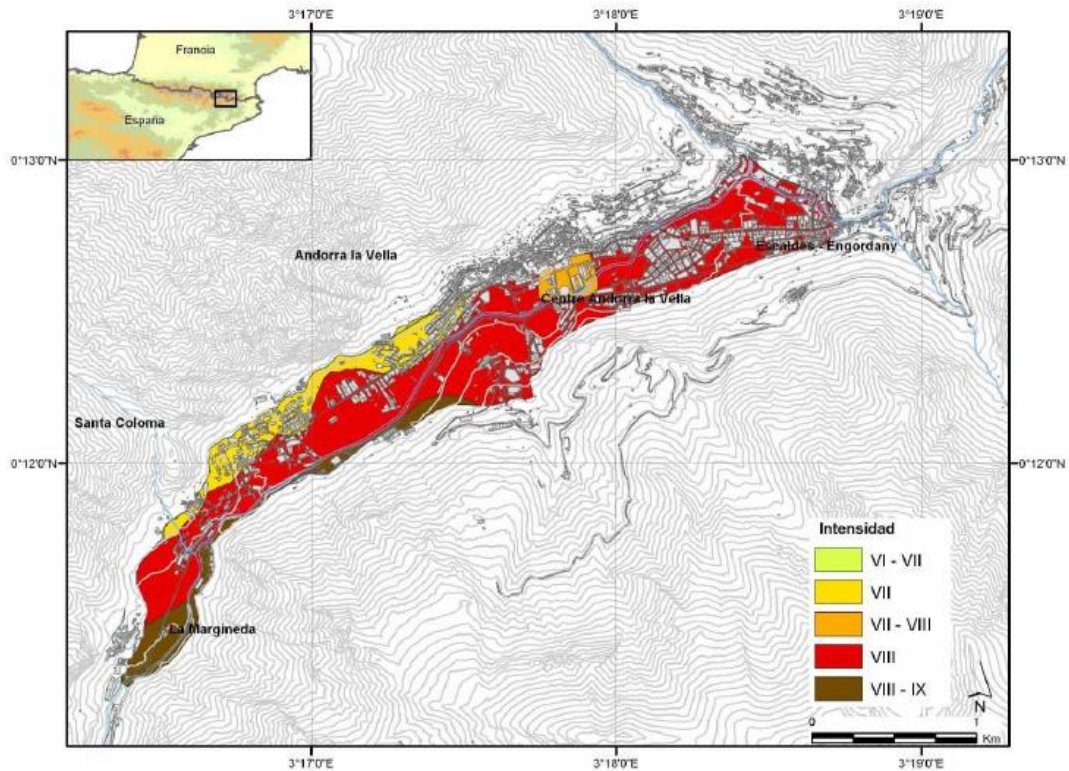 3°17'0"E 3°18'0"E 3°19'0"E
Francia
España
0°13'0"N 0°13'0"N
Escaldes - Engordany
Andorra la Vella
Centre Andorra la Vella
Santa Coloma
0°12'0"N 0°12'0"N
Intensidad
VI - VII
VII
VII - VIII
VIII
VIII - IX
La Margineda
N
0 1
Km
3°17'0"E 3°18'0"E 3°19'0"E